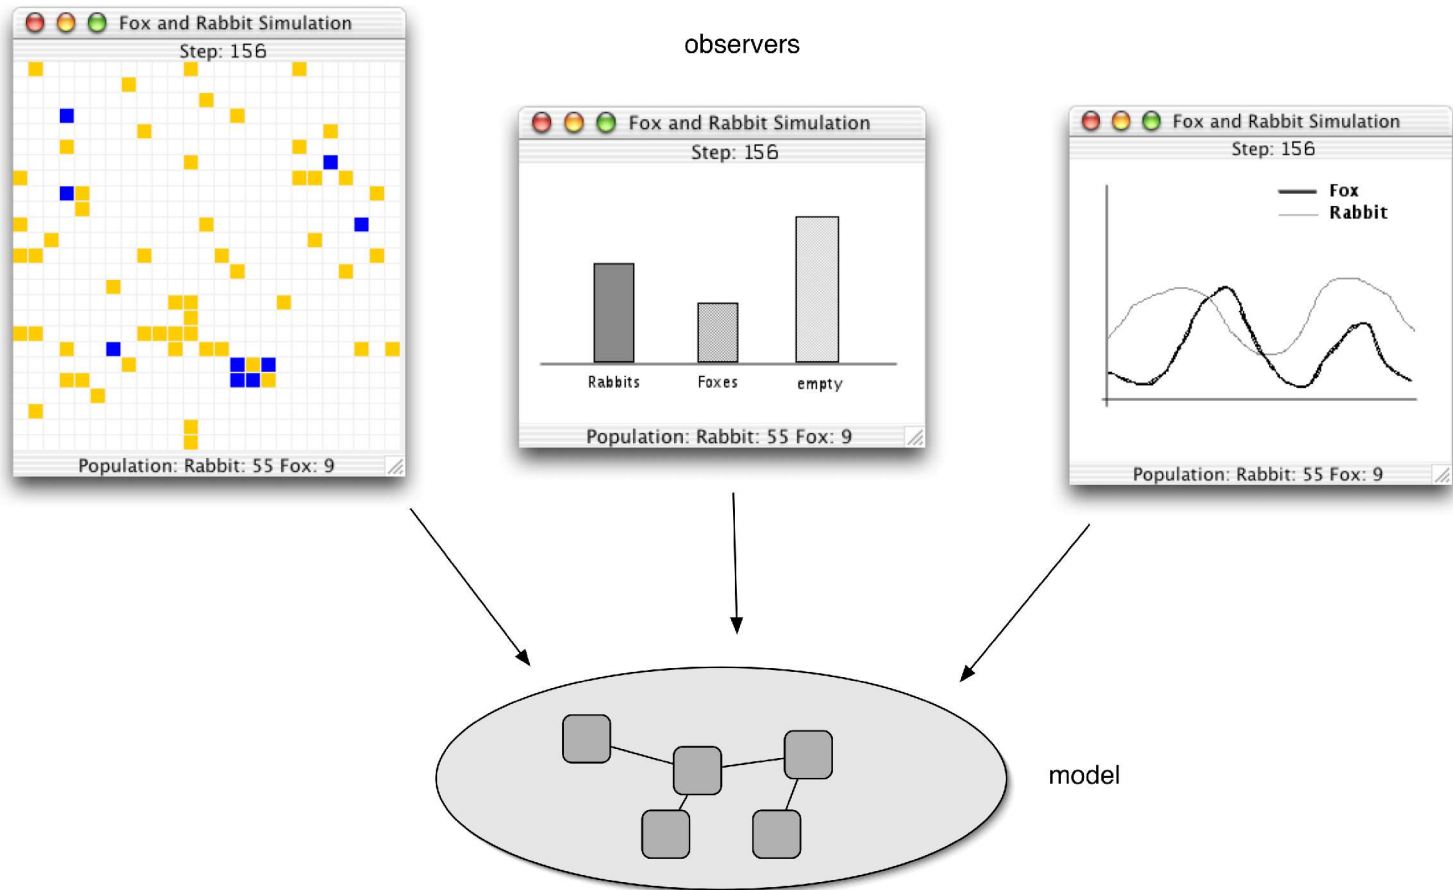 Fox and Rabbit Simulation
Step: 156
Population: Rabbit: 55 Fox: 9
observers
Fox and Rabbit Simulation
Step: 156
Rabbits
Foxes
empty
Population: Rabbit: 55 Fox: 9
Fox and Rabbit Simulation
Step: 156
Fox
Rabbit
Population: Rabbit: 55 Fox: 9
model